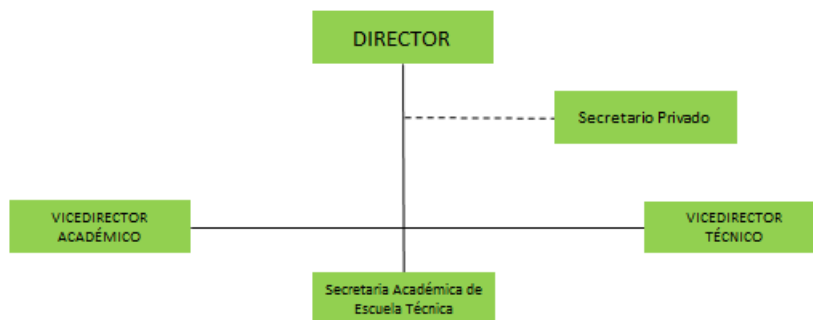 DIRECTOR
Secretario Privado
VICEDIRECTOR
ACADÉMICO
VICEDIRECTOR
TÉCNICO
Secretaria Académica de
Escuela Técnica